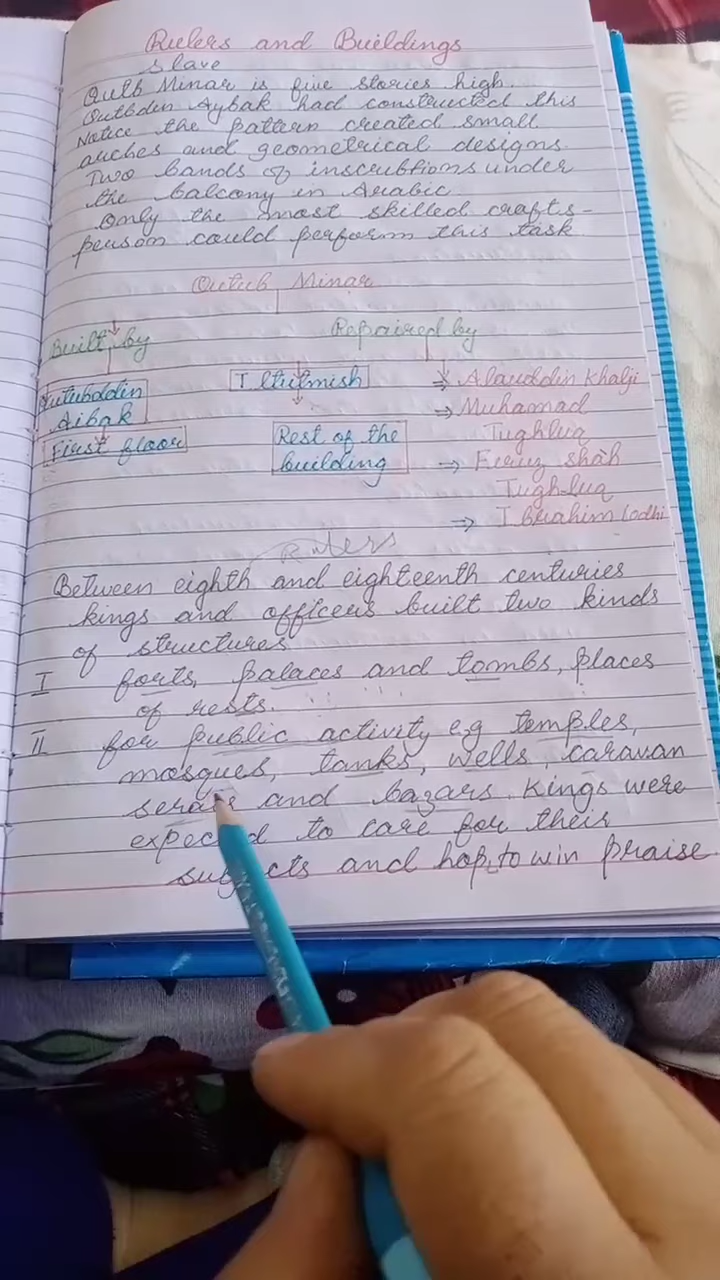 Rulers and Buildings
slave
Qutb Minar is five stories high.
Qutbdin Aybak had constructed this
Notice the pattern created small
arches and geometrical designs.
Two bands of inscrubtions under
the balcony in Arabic
Only the most skilled crafts-
person could perform this task
Qutub Minar
Built by
Repaired by
Qutubddin
Aibak
First floor
Iltutmish
Rest of the
building
→ Alauddin Khalji
→ Muhamad
Tughluq
→ Firuz shah
Tughluq
⇒ Ibrahim Lodhi
Rulers
Between eighth and eighteenth centuries
kings and officers built two kinds
of structures
I forts, palaces and tombs, places
of rests.
II for public activity e.g temples,
mosques, tanks, wells, caravan
serais and bazars. Kings were
expected to care for their
subjects and hop to win praise